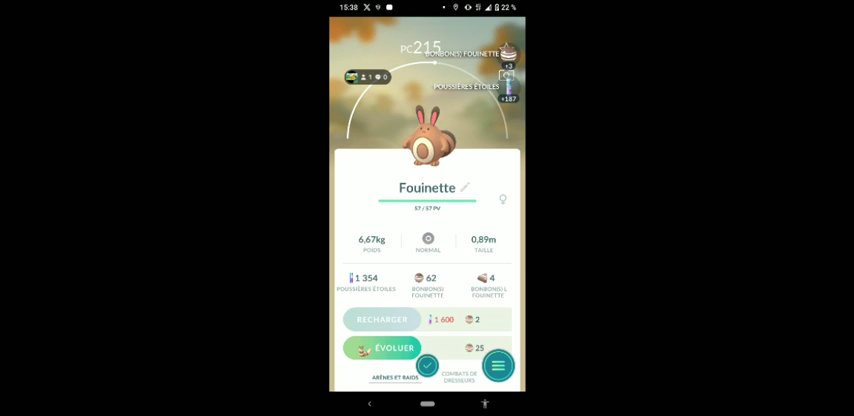 15:38 22 %
PC215
BONBON(S) FOUINETTE
+3
1 0
POUSSIÈRES ÉTOILES
+187
Fouinette
57 / 57 PV
6,67kg
POIDS
NORMAL
0,89m
TAILLE
1 354
POUSSIÈRES ÉTOILES
62
BONBON(S)
FOUINETTE
4
BONBON(S) L
FOUINETTE
RECHARGER 1 600 2
ÉVOLUER 25
ARÈNES ET RAIDS
COMBATS DE
DRESSEURS